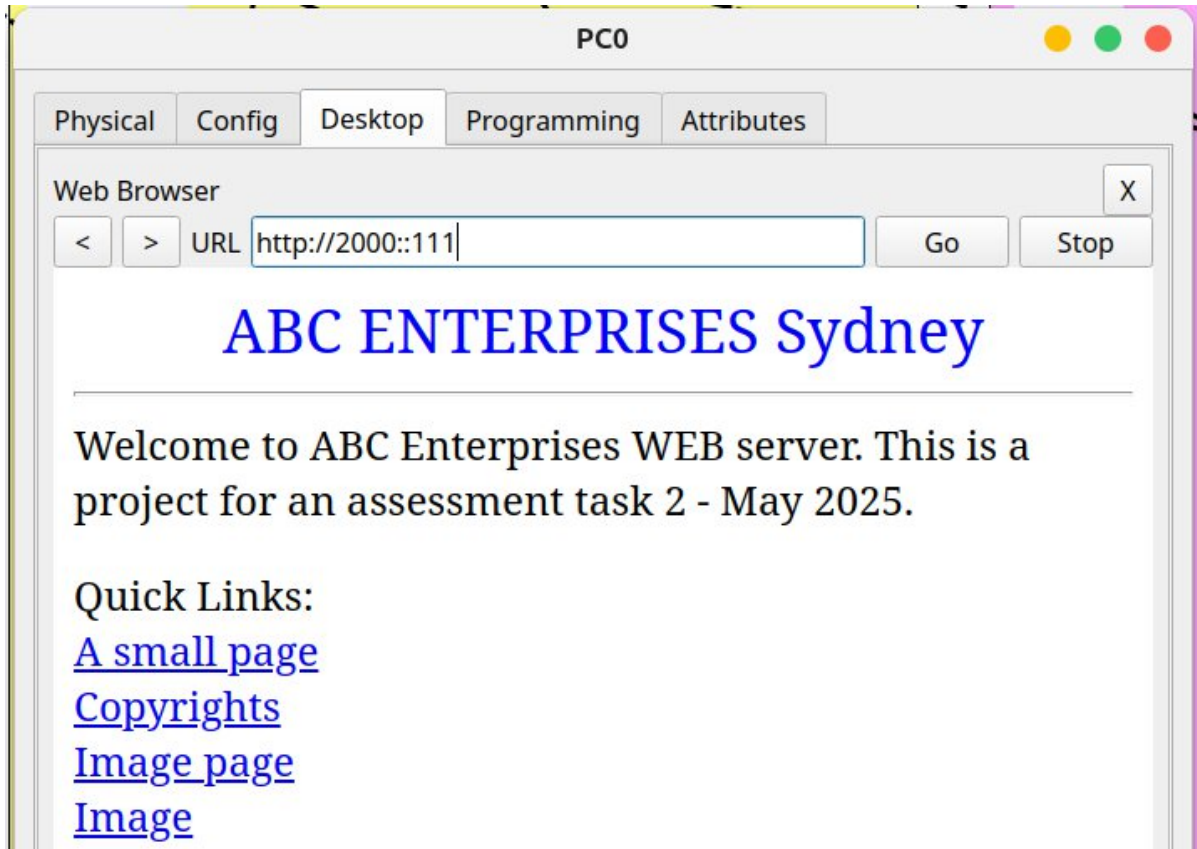 PC0
Physical Config Desktop Programming Attributes
Web Browser X
< > URL http://2000::111 Go Stop
ABC ENTERPRISES Sydney
Welcome to ABC Enterprises WEB server. This is a
project for an assessment task 2 - May 2025.
Quick Links:
A small page
Copyrights
Image page
Image